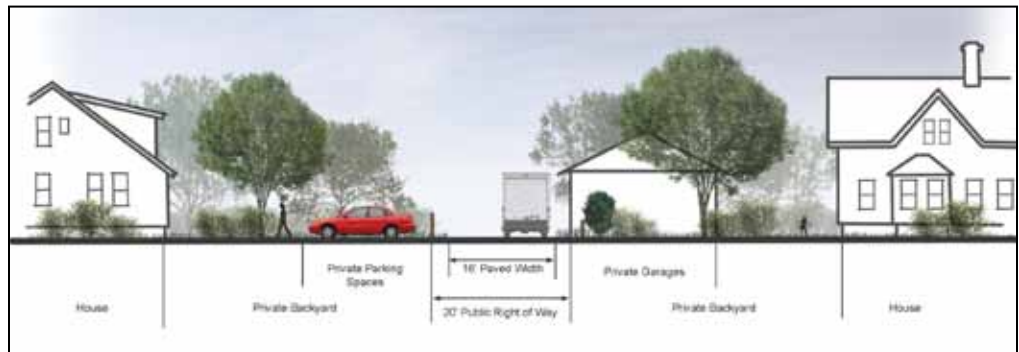 Private Parking
Spaces
16' Paved Width
Private Garages
House
Private Backyard
20' Public Right of Way
Private Backyard
House